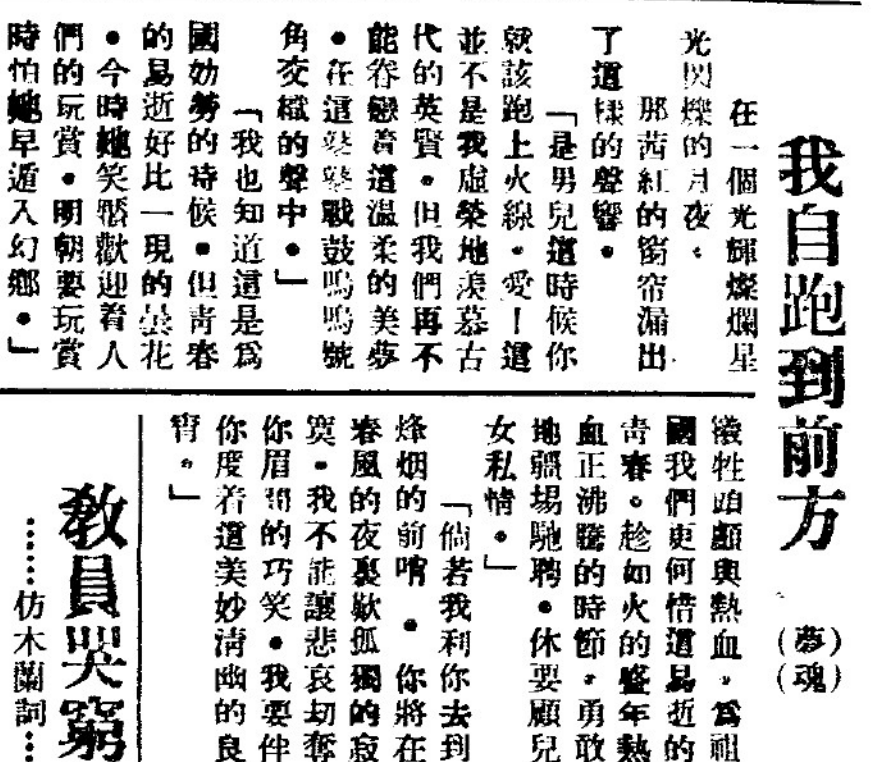 我自跑到前方
(夢)
(魂)
在一個光輝燦爛星
光閃爍的月夜。
那茜紅的窗帘漏出
了這樣的聲響。
「是男兒這時候你
就該跑上火線。愛！這
並不是我虛榮地羨慕古
代的英賢。但我們再不
能眷戀着這溫柔的美夢
。在這鼕鼕戰鼓嗚嗚號
角交織的聲中。」
「我也知道這是爲
國効勞的時候。但靑春
的易逝好比一現的曇花
。今時她笑靨歡迎着人
們的玩賞。明朝要玩賞
時怕她早遁入幻鄉。」
犧牲頭顱與熱血。爲祖
國我們更何惜這易逝的
靑春。趁如火的盛年熱
血正沸騰的時節。勇敢
地疆場馳聘。休要顧兒
女私情。」
「倘若我利你去到
烽烟的前哨。你將在
春風的夜裏歎孤獨的寂
寞。我不能讓悲哀刧奪
你眉間的巧笑。我要伴
你度着這美妙淸幽的良
宵。」
敎員哭窮
……仿木蘭詞……